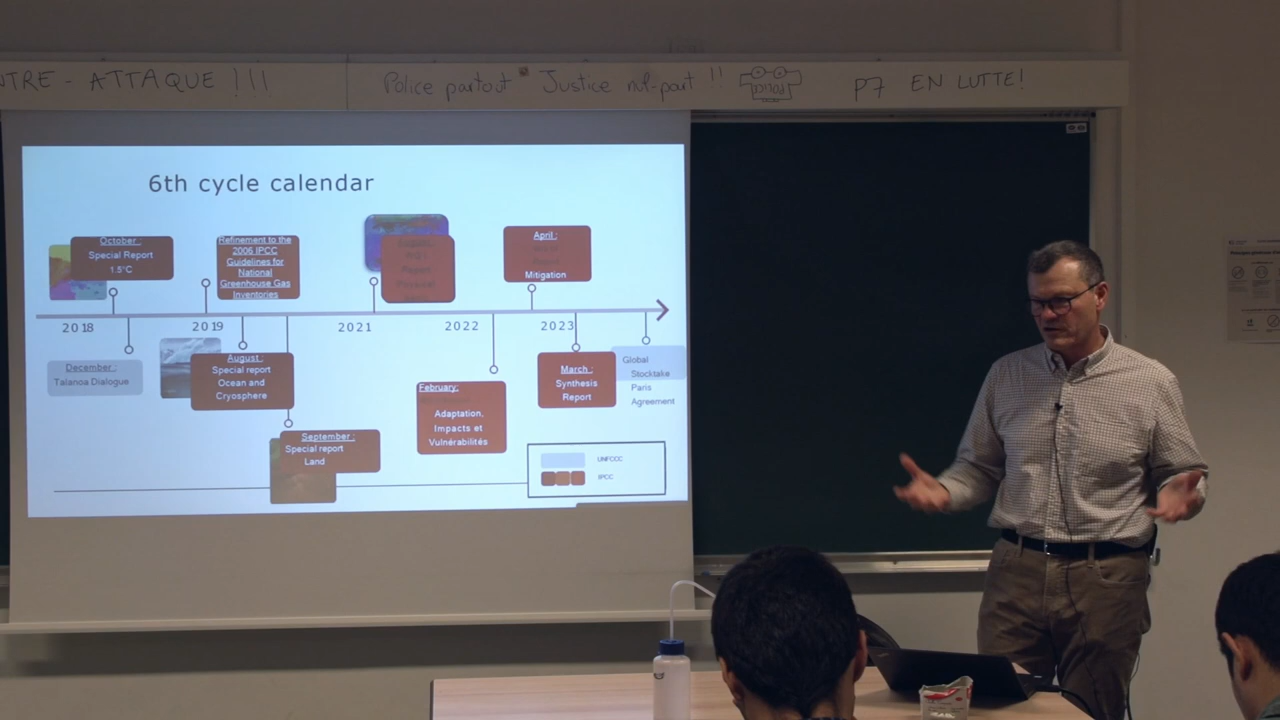 NTRE - ATTAQUE !!!
Police partout Justice nul-part !!
P7 EN LUTTE!
6th cycle calendar
October :
Special Report
1.5°C
Refinement to the
2006 IPCC
Guidelines for
National
Greenhouse Gas
Inventories
April :
Mitigation
2018
2019
2021
2022
2023
December :
Talanoa Dialogue
August :
Special report
Ocean and
Cryosphere
September :
Special report
Land
February:
Adaptation,
Impacts et
Vulnérabilités
March :
Synthesis
Report
Global
Stocktake
Paris
Agreement
UNFCCC
IPCC